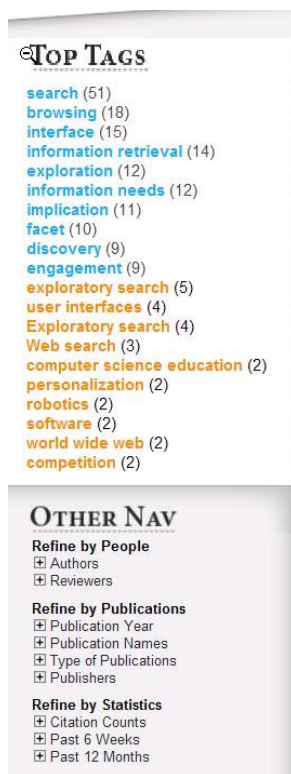 Top Tags
search (51)
browsing (18)
interface (15)
information retrieval (14)
exploration (12)
information needs (12)
implication (11)
facet (10)
discovery (9)
engagement (9)
exploratory search (5)
user interfaces (4)
Exploratory search (4)
Web search (3)
computer science education (2)
personalization (2)
robotics (2)
software (2)
world wide web (2)
competition (2)
Other Nav
Refine by People
Authors
Reviewers
Refine by Publications
Publication Year
Publication Names
Type of Publications
Publishers
Refine by Statistics
Citation Counts
Past 6 Weeks
Past 12 Months